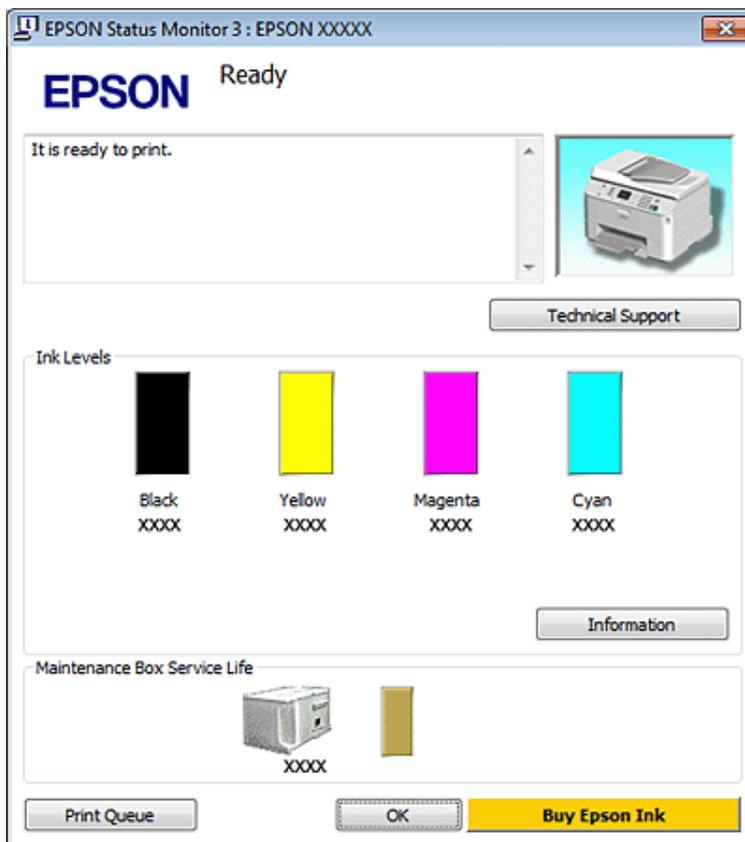 EPSON Status Monitor 3 : EPSON XXXXX
EPSON
Ready
It is ready to print.
Technical Support
Ink Levels
Black
Yellow
Magenta
Cyan
XXXX
XXXX
XXXX
XXXX
Information
Maintenance Box Service Life
XXXX
Print Queue
OK
Buy Epson Ink